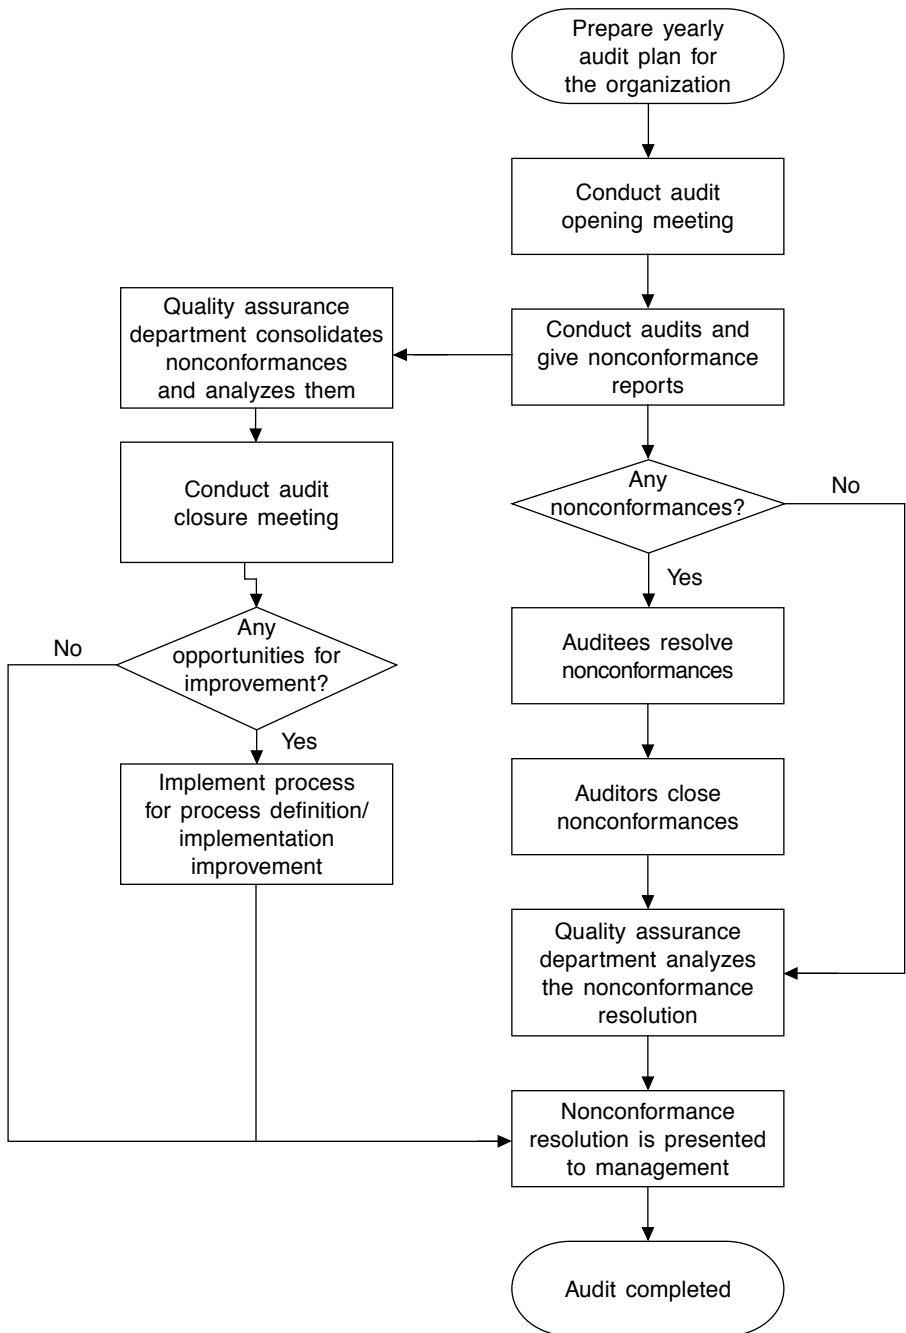 Prepare yearly
audit plan for
the organization
Conduct audit
opening meeting
Quality assurance
department consolidates
nonconformances
and analyzes them
Conduct audits and
give nonconformance
reports
Conduct audit
closure meeting
Any
nonconformances?
No
Yes
Any
opportunities for
improvement?
No
Yes
Auditees resolve
nonconformances
Implement process
for process definition/
implementation
improvement
Auditors close
nonconformances
Quality assurance
department analyzes
the nonconformance
resolution
Nonconformance
resolution is presented
to management
Audit completed